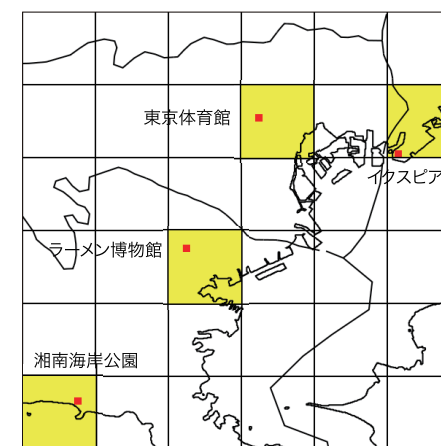 東京体育館
イクスピア
ラーメン博物館
湘南海岸公園